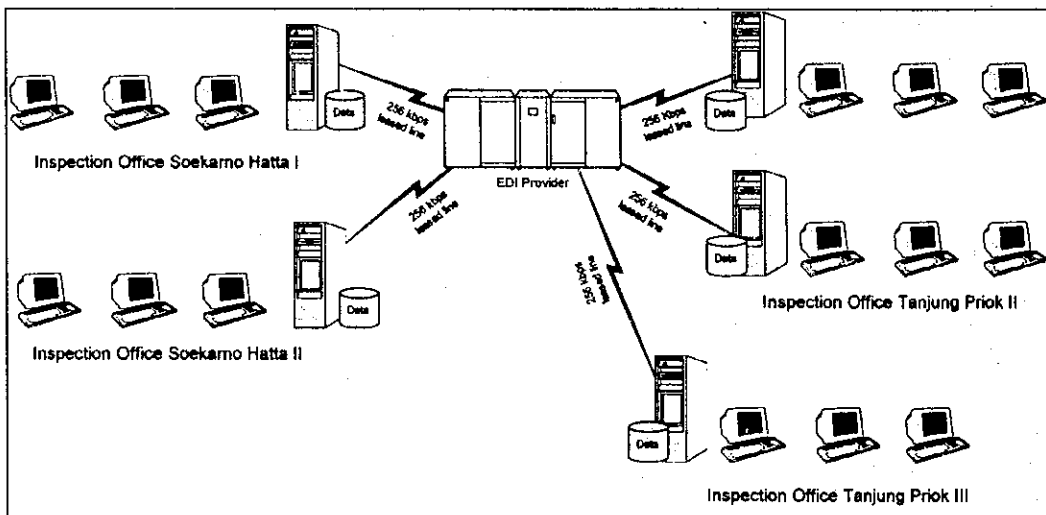 Data
256 kbps
leased line
Inspection Office Soekarno Hatta I
EDI Provider
256 Kbps
leased line
Data
256 kbps
leased line
Data
Inspection Office Soekarno Hatta II
256 kbps
leased line
Data
Inspection Office Tanjung Priok II
256 kbps
leased line
Data
Inspection Office Tanjung Priok III